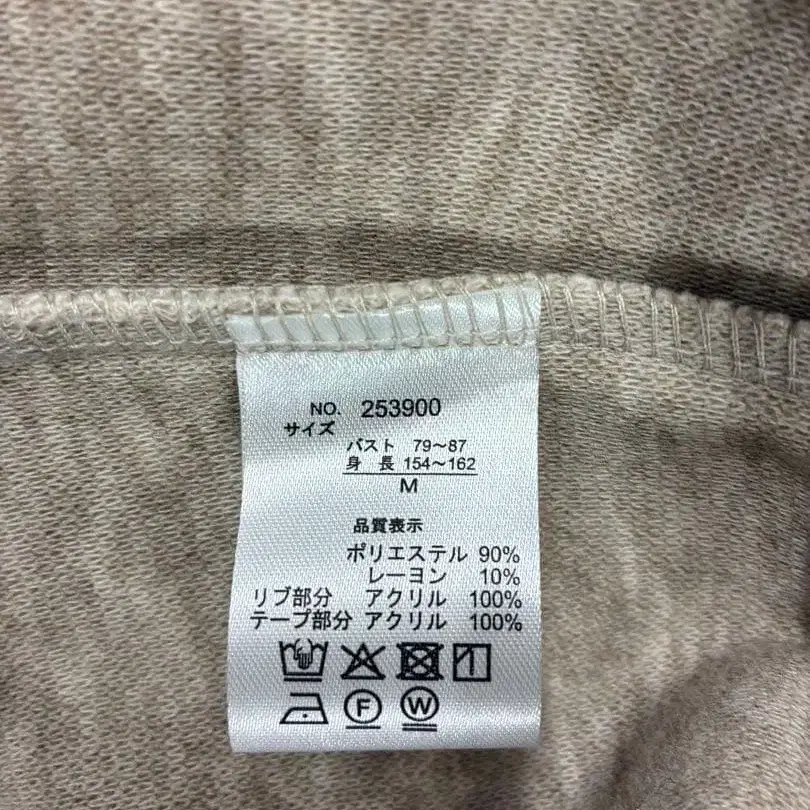 NO. 253900
サイズ
バスト 79～87
身 長 154～162
M
品質表示
ポリエステル 90%
レーヨン 10%
リブ部分 アクリル 100%
テープ部分 アクリル 100%
F W